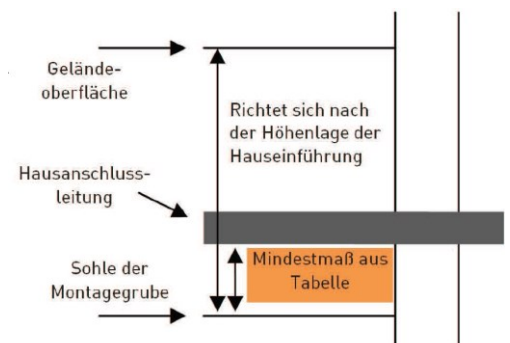 Gelände-
oberfläche
Richtet sich nach
der Höhenlage der
Hauseinführung
Hausanschluss-
leitung
Mindestmaß aus
Tabelle
Sohle der
Montagegrube